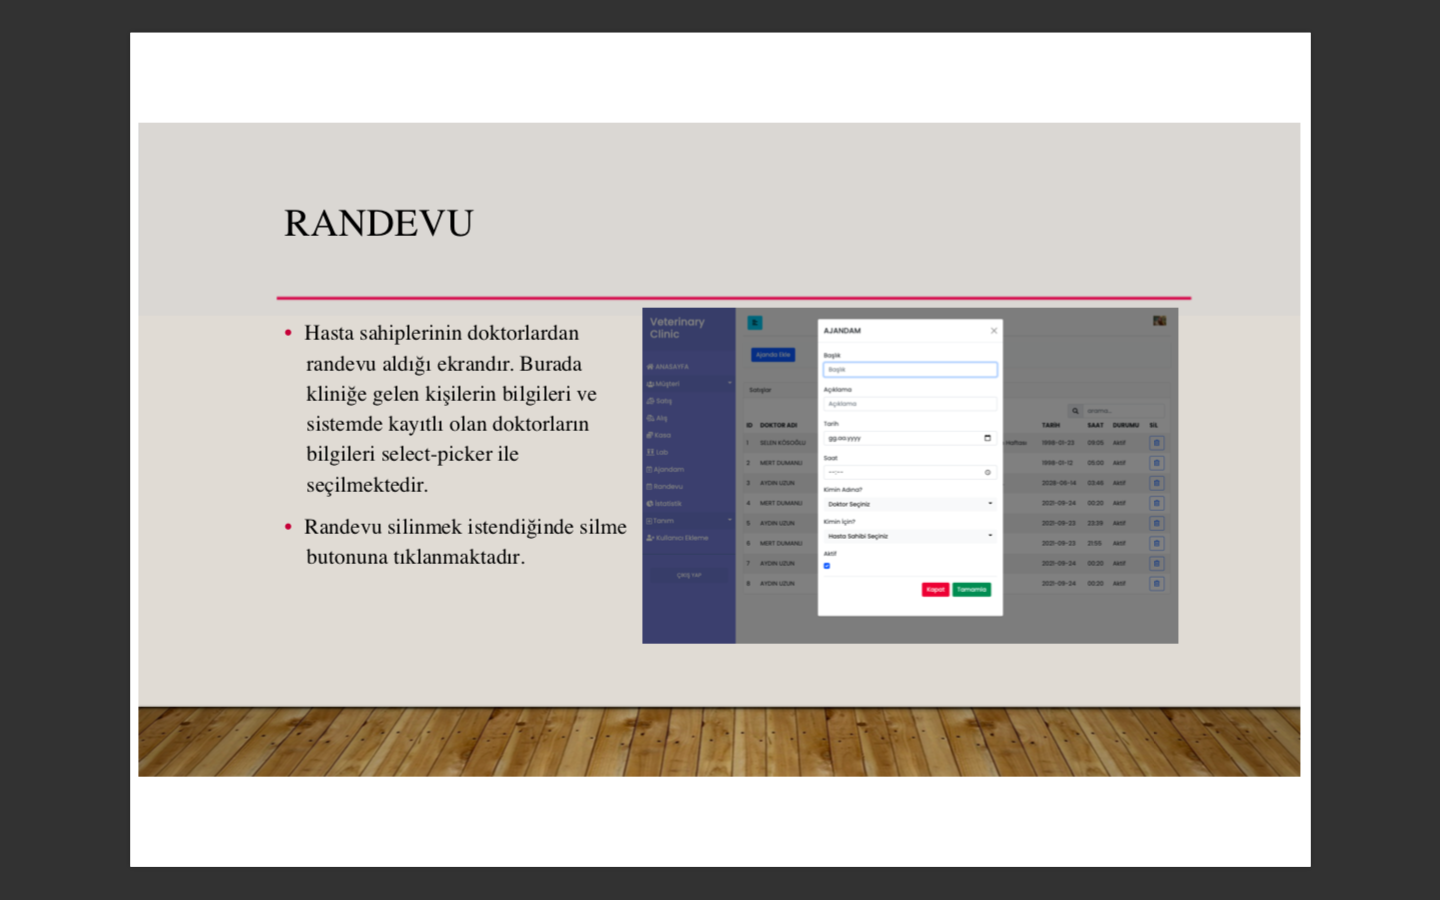 RANDEVU
• Hasta sahiplerinin doktorlardan
randevu aldığı ekrandır. Burada
kliniğe gelen kişilerin bilgileri ve
sistemde kayıtlı olan doktorların
bilgileri select-picker ile
seçilmektedir.
• Randevu silinmek istendiğinde silme
butonuna tıklanmaktadır.
Veterinary
Clinic
ANASAYFA
Müşteri
Satış
Alış
Kasa
Lab
Ajandam
Randevu
İstatistik
Tanım
Kullanıcı Ekleme
ÇIKIŞ YAP
Ajanda Ekle
Satışlar
arama..
ID DOKTOR ADI TARİH SAAT DURUMU SİL
1 SELEN KÖSOĞLU Haftası 1998-01-23 09:05 Aktif
2 MERT DUMANLI 1998-01-12 05:00 Aktif
3 AYDIN UZUN 03:46 Aktif
4 MERT DUMANLI 2021-09-24 00:20 Aktif
5 AYDIN UZUN 2021-09-23 23:39 Aktif
6 MERT DUMANLI 2021-09-23 21:55 Aktif
7 AYDIN UZUN 2021-09-24 00:20 Aktif
8 AYDIN UZUN 2021-09-24 00:20 Aktif
AJANDAM
Başlık
Başlık
Açıklama
Açıklama
Tarih
gg.aa.yyyy
Saat
--:--
Kimin Adına?
Doktor Seçiniz
Kimin İçin?
Hasta Sahibi Seçiniz
Aktif
Kapat Tamamla